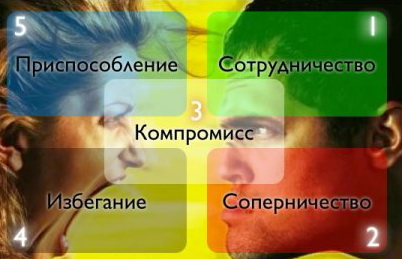 5
1
Приспособление
Сотрудничество
3
Компромисс
Избегание
Соперничество
4
2